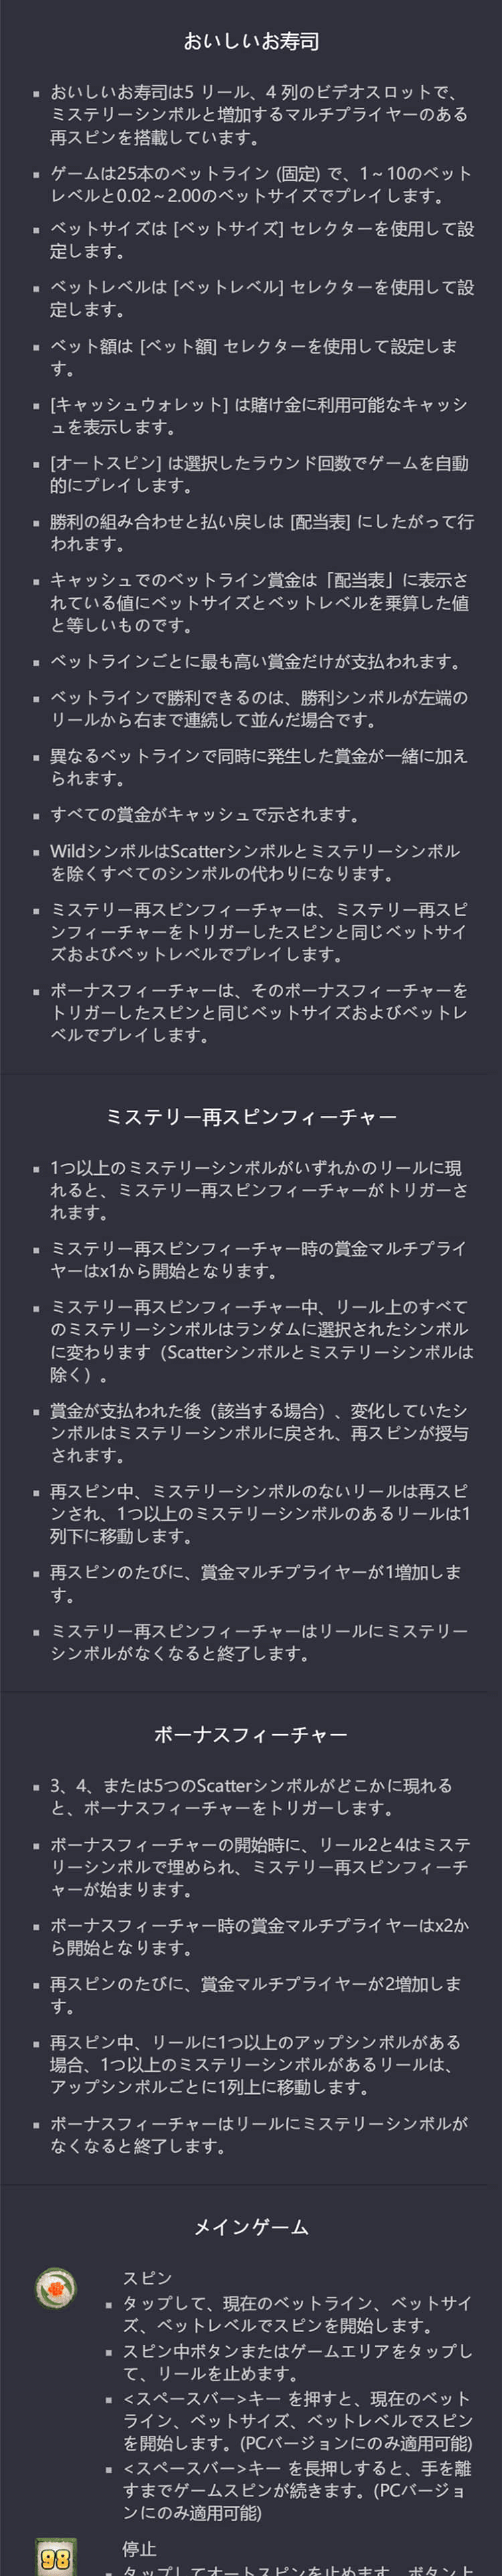 おいしいお寿司
おいしいお寿司は5 リール、4 列のビデオスロットで、
ミステリーシンボルと増加するマルチプライヤーのある
再スピンを搭載しています。
ゲームは25本のベットライン (固定) で、1～10のベット
レベルと0.02～2.00のベットサイズでプレイします。
ベットサイズは [ベットサイズ] セレクターを使用して設
定します。
ベットレベルは [ベットレベル] セレクターを使用して設
定します。
ベット額は [ベット額] セレクターを使用して設定しま
す。
[キャッシュウォレット] は賭け金に利用可能なキャッシ
ュを表示します。
[オートスピン] は選択したラウンド回数でゲームを自動
的にプレイします。
勝利の組み合わせと払い戻しは [配当表] にしたがって行
われます。
キャッシュでのベットライン賞金は「配当表」に表示さ
れている値にベットサイズとベットレベルを乗算した値
と等しいものです。
ベットラインごとに最も高い賞金だけが支払われます。
ベットラインで勝利できるのは、勝利シンボルが左端の
リールから右まで連続して並んだ場合です。
異なるベットラインで同時に発生した賞金が一緒に加え
られます。
すべての賞金がキャッシュで示されます。
WildシンボルはScatterシンボルとミステリーシンボル
を除くすべてのシンボルの代わりになります。
ミステリー再スピンフィーチャーは、ミステリー再スピ
ンフィーチャーをトリガーしたスピンと同じベットサイ
ズおよびベットレベルでプレイします。
ボーナスフィーチャーは、そのボーナスフィーチャーを
トリガーしたスピンと同じベットサイズおよびベットレ
ベルでプレイします。
ミステリー再スピンフィーチャー
1つ以上のミステリーシンボルがいずれかのリールに現
れると、ミステリー再スピンフィーチャーがトリガーさ
れます。
ミステリー再スピンフィーチャー時の賞金マルチプライ
ヤーはx1から開始となります。
ミステリー再スピンフィーチャー中、リール上のすべて
のミステリーシンボルはランダムに選択されたシンボル
に変わります（Scatterシンボルとミステリーシンボルは
除く）。
賞金が支払われた後（該当する場合）、変化していたシ
ンボルはミステリーシンボルに戻され、再スピンが授与
されます。
再スピン中、ミステリーシンボルのないリールは再スピ
ンされ、1つ以上のミステリーシンボルのあるリールは1
列下に移動します。
再スピンのたびに、賞金マルチプライヤーが1増加しま
す。
ミステリー再スピンフィーチャーはリールにミステリー
シンボルがなくなると終了します。
ボーナスフィーチャー
3、4、または5つのScatterシンボルがどこかに現れる
と、ボーナスフィーチャーをトリガーします。
ボーナスフィーチャーの開始時に、リール2と4はミステ
リーシンボルで埋められ、ミステリー再スピンフィーチ
ャーが始まります。
ボーナスフィーチャー時の賞金マルチプライヤーはx2か
ら開始となります。
再スピンのたびに、賞金マルチプライヤーが2増加しま
す。
再スピン中、リールに1つ以上のアップシンボルがある
場合、1つ以上のミステリーシンボルがあるリールは、
アップシンボルごとに1列上に移動します。
ボーナスフィーチャーはリールにミステリーシンボルが
なくなると終了します。
メインゲーム
スピン
タップして、現在のベットライン、ベットサイ
ズ、ベットレベルでスピンを開始します。
スピン中ボタンまたはゲームエリアをタップし
て、リールを止めます。
<スペースバー>キー を押すと、現在のベット
ライン、ベットサイズ、ベットレベルでスピン
を開始します。(PCバージョンにのみ適用可能)
<スペースバー>キー を長押しすると、手を離
すまでゲームスピンが続きます。(PCバージョ
ンにのみ適用可能)
98
停止
タップしてオートスピンを止めます。ボタン上